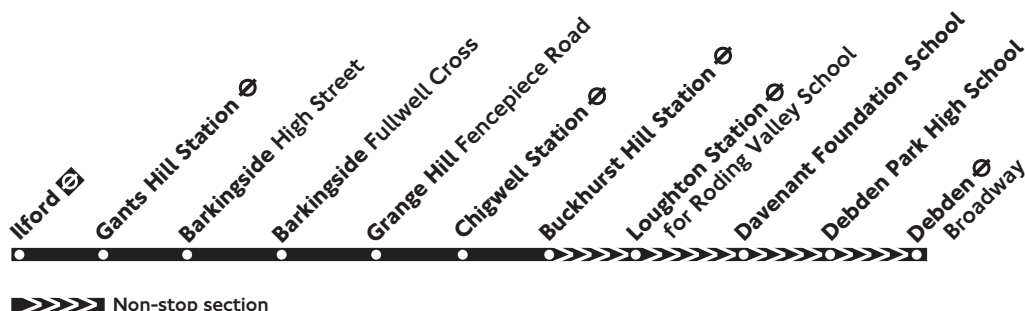 Ilford
Gants Hill Station
Barkingside High Street
Barkingside Fullwell Cross
Grange Hill Fencepiece Road
Chigwell Station
Buckhurst Hill Station
Loughton Station
for Roding Valley School
Davenant Foundation School
Debden Park High School
Debden
Broadway
Non-stop section